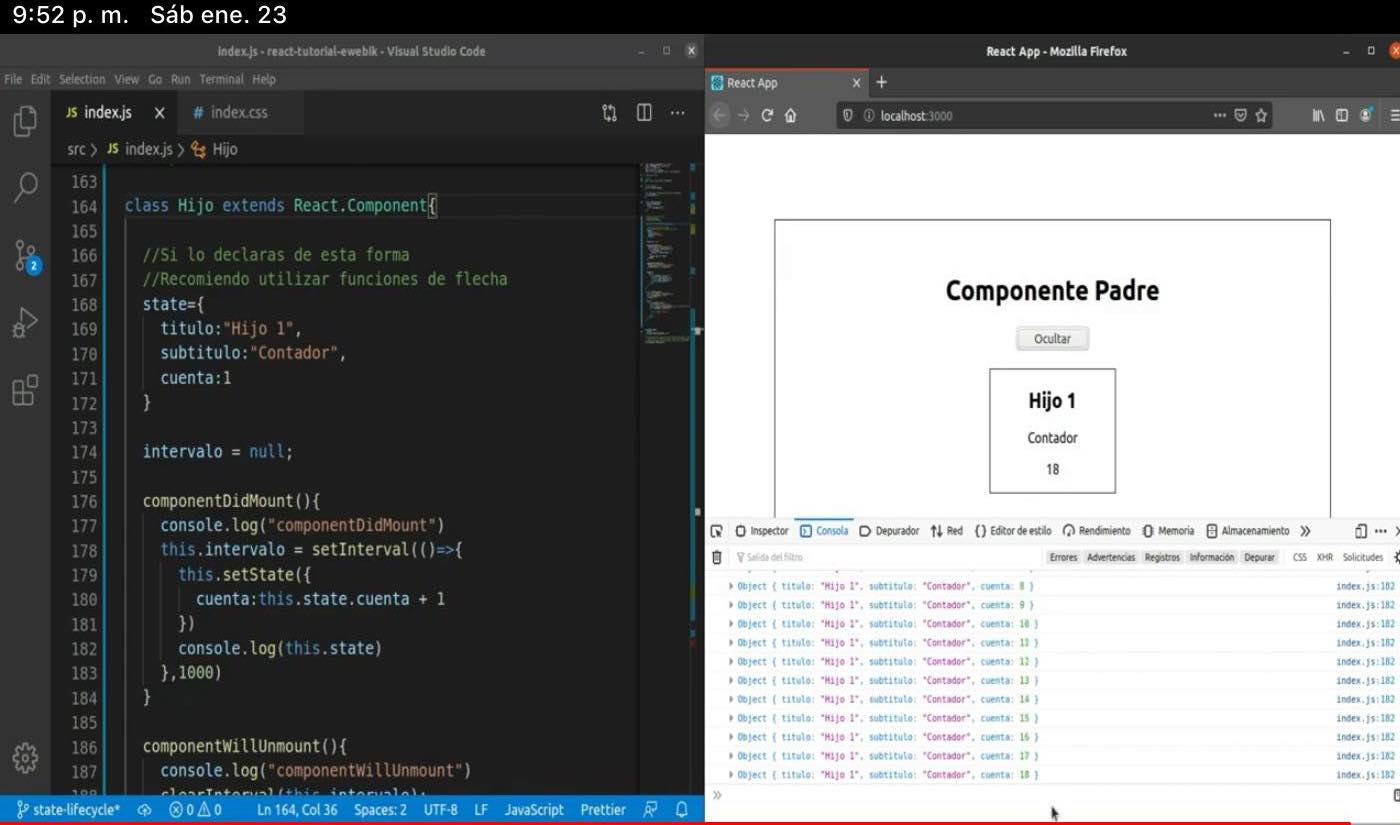 9:52 p. m. Sáb ene. 23
index.js - react-tutorial-ewebik - Visual Studio Code
File Edit Selection View Go Run Terminal Help
JS index.js
# index.css
src > JS index.js > Hijo
163
164 class Hijo extends React.Component{
165
166 //Si lo declaras de esta forma
167 //Recomiendo utilizar funciones de flecha
168 state={
169 titulo:"Hijo 1",
170 subtitulo:"Contador",
171 cuenta:1
172 }
173
174 intervalo = null;
175
176 componentDidMount(){
177 console.log("componentDidMount")
178 this.intervalo = setInterval(()=>{
179 this.setState({
180 cuenta:this.state.cuenta + 1
181 })
182 console.log(this.state)
183 },1000)
184 }
185
186 componentWillUnmount(){
187 console.log("componentWillUnmount")
188 clearInterval(this.intervalo);
2
state-lifecycle* 0 0 Ln 164, Col 36 Spaces: 2 UTF-8 LF JavaScript Prettier
React App - Mozilla Firefox
React App
localhost:3000
Componente Padre
Ocultar
Hijo 1
Contador
18
Inspector Consola Depurador Red Editor de estilo Rendimiento Memoria Almacenamiento
Salida del filtro Errores Advertencias Registros Información Depurar CSS XHR Solicitudes
Object { titulo: "Hijo 1", subtitulo: "Contador", cuenta: 8 } index.js:182
Object { titulo: "Hijo 1", subtitulo: "Contador", cuenta: 9 } index.js:182
Object { titulo: "Hijo 1", subtitulo: "Contador", cuenta: 10 } index.js:182
Object { titulo: "Hijo 1", subtitulo: "Contador", cuenta: 11 } index.js:182
Object { titulo: "Hijo 1", subtitulo: "Contador", cuenta: 12 } index.js:182
Object { titulo: "Hijo 1", subtitulo: "Contador", cuenta: 13 } index.js:182
Object { titulo: "Hijo 1", subtitulo: "Contador", cuenta: 14 } index.js:182
Object { titulo: "Hijo 1", subtitulo: "Contador", cuenta: 15 } index.js:182
Object { titulo: "Hijo 1", subtitulo: "Contador", cuenta: 16 } index.js:182
Object { titulo: "Hijo 1", subtitulo: "Contador", cuenta: 17 } index.js:182
Object { titulo: "Hijo 1", subtitulo: "Contador", cuenta: 18 } index.js:182